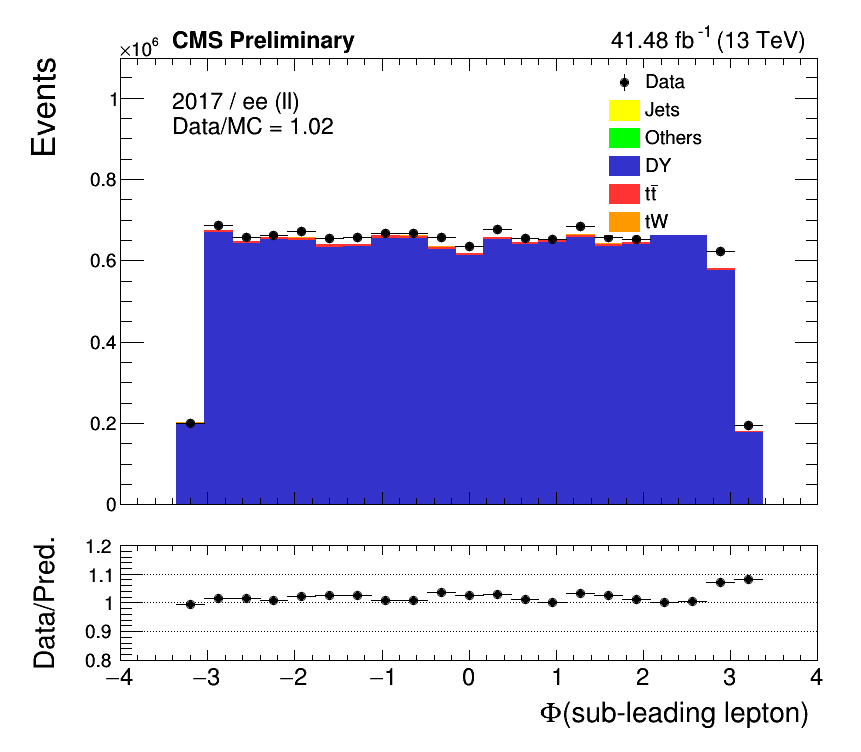 ×10⁶ CMS Preliminary 41.48 fb⁻¹ (13 TeV)
Events
2017 / ee (ll)
Data/MC = 1.02
Data
Jets
Others
DY
tt̄
tW
1
0.8
0.6
0.4
0.2
0
Data/Pred.
1.2
1.1
1
0.9
0.8
−4 −3 −2 −1 0 1 2 3 4
Φ(sub-leading lepton)